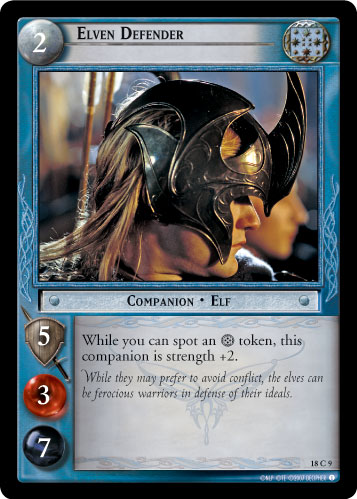 2
Elven Defender
Companion • Elf
5
3
7
While you can spot an token, this
companion is strength +2.
While they may prefer to avoid conflict, the elves can
be ferocious warriors in defense of their ideals.
18 C 9